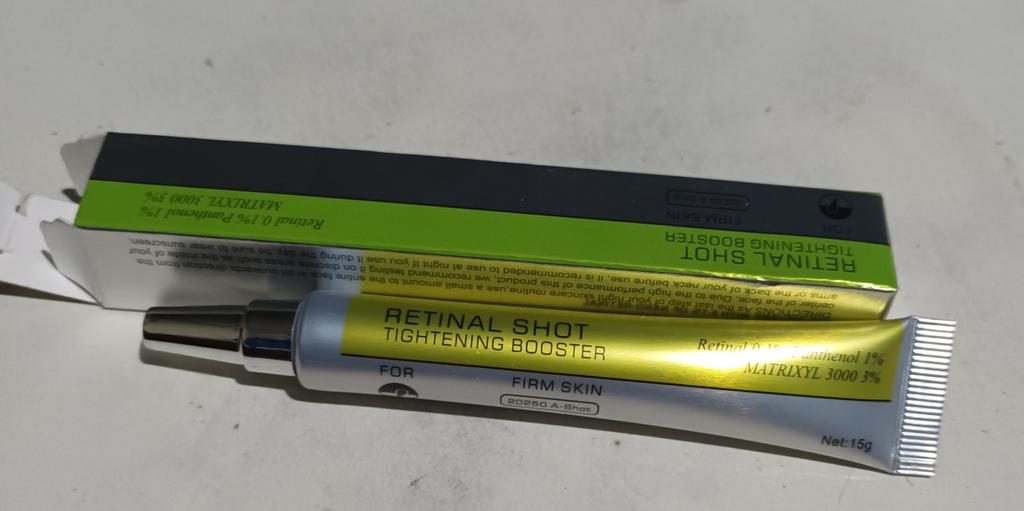 RETINAL SHOT
TIGHTENING BOOSTER
FOR
FIRM SKIN
20250 A-Shot
Retinal 0.1% Panthenol 1%
MATRIXYL 3000 3%
Net:15g
RETINAL SHOT
TIGHTENING BOOSTER
FOR
FIRM SKIN
20250 A-Shot
Retinal 0.1% Panthenol 1%
MATRIXYL 3000 3%
DIRECTIONS As the last step of your night skincare routine, use a small amount to the entire face in an outwards direction from the
center of the face. Due to the high performance of this product, we recommend testing it on discrete areas such as the inside of your
arms or the back of your neck before use. It is recommended to use at night if you use it during the day, be sure to wear sunscreen.